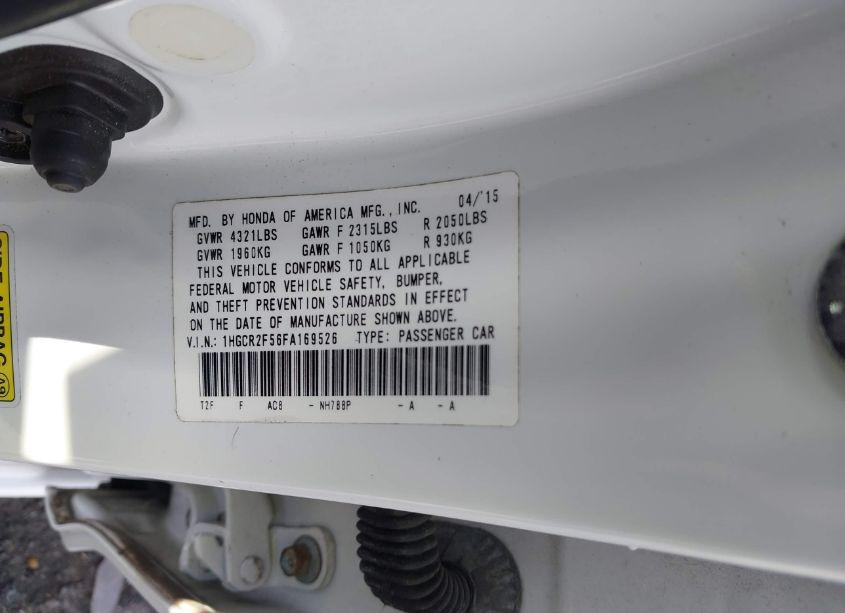 MFD. BY HONDA OF AMERICA MFG., INC. 04/'15
GVWR 4321LBS GAWR F 2315LBS R 2050LBS
GVWR 1960KG GAWR F 1050KG R 930KG
THIS VEHICLE CONFORMS TO ALL APPLICABLE
FEDERAL MOTOR VEHICLE SAFETY, BUMPER,
AND THEFT PREVENTION STANDARDS IN EFFECT
ON THE DATE OF MANUFACTURE SHOWN ABOVE.
V.I.N.: 1HGCR2F56FA169526 TYPE: PASSENGER CAR
T2F F AC8 - NH788P - A - A
SIDE AIRBAG